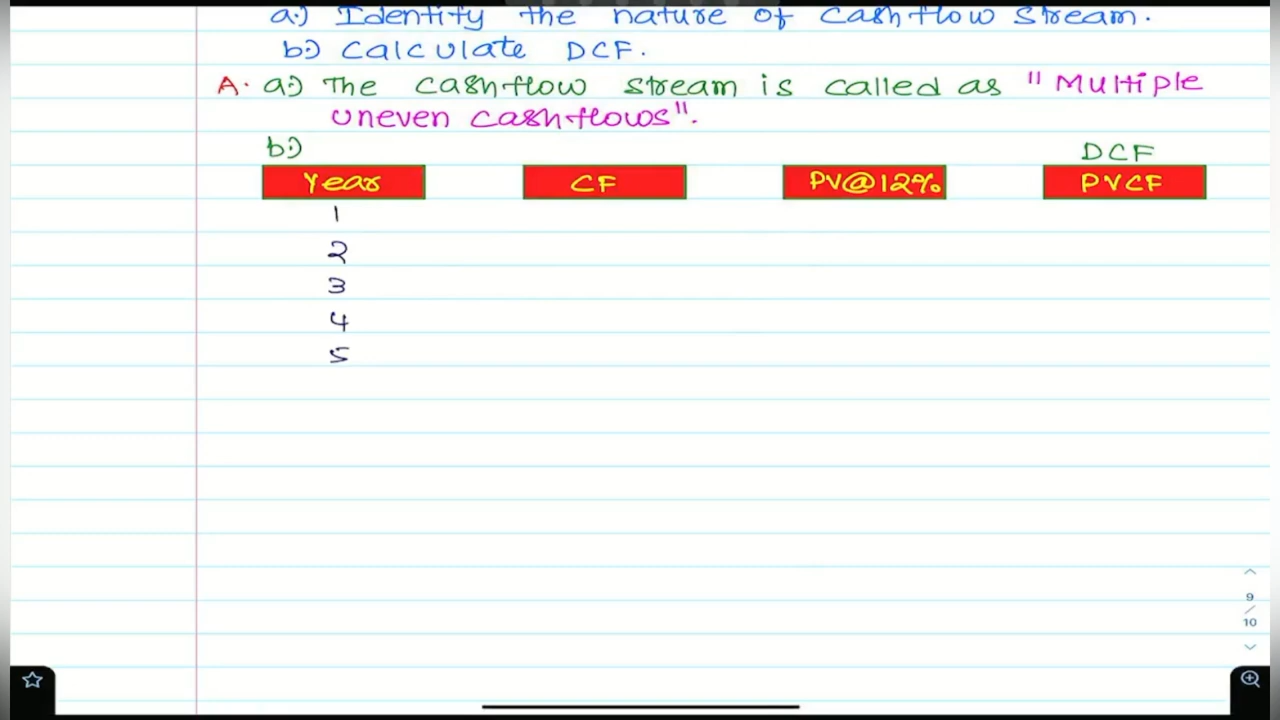 a.) Identify the nature of cashflow stream.
b.) calculate DCF.
A. a.) The cashflow stream is called as "Multiple
uneven cashflows".
b.) DCF
Year CF PV@12% PVCF
1
2
3
4
5
9
/
10